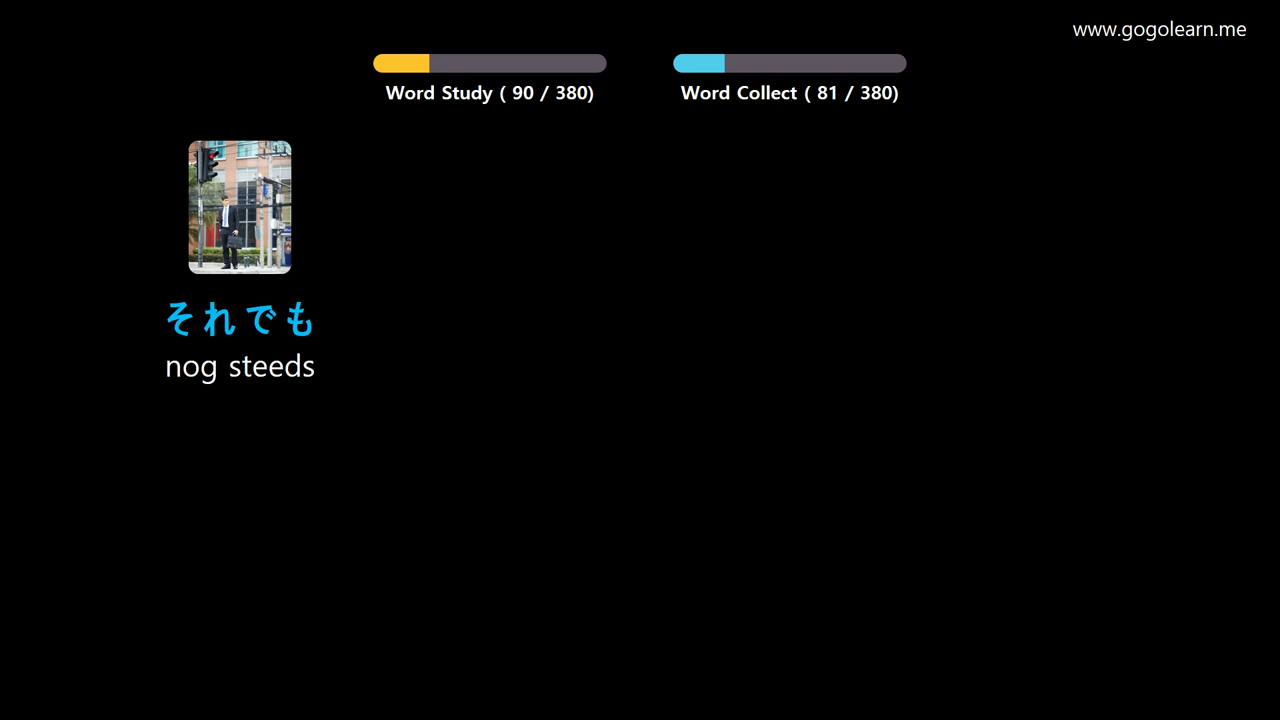 www.gogolearn.me
Word Study ( 90 / 380)
Word Collect ( 81 / 380)
それでも
nog steeds